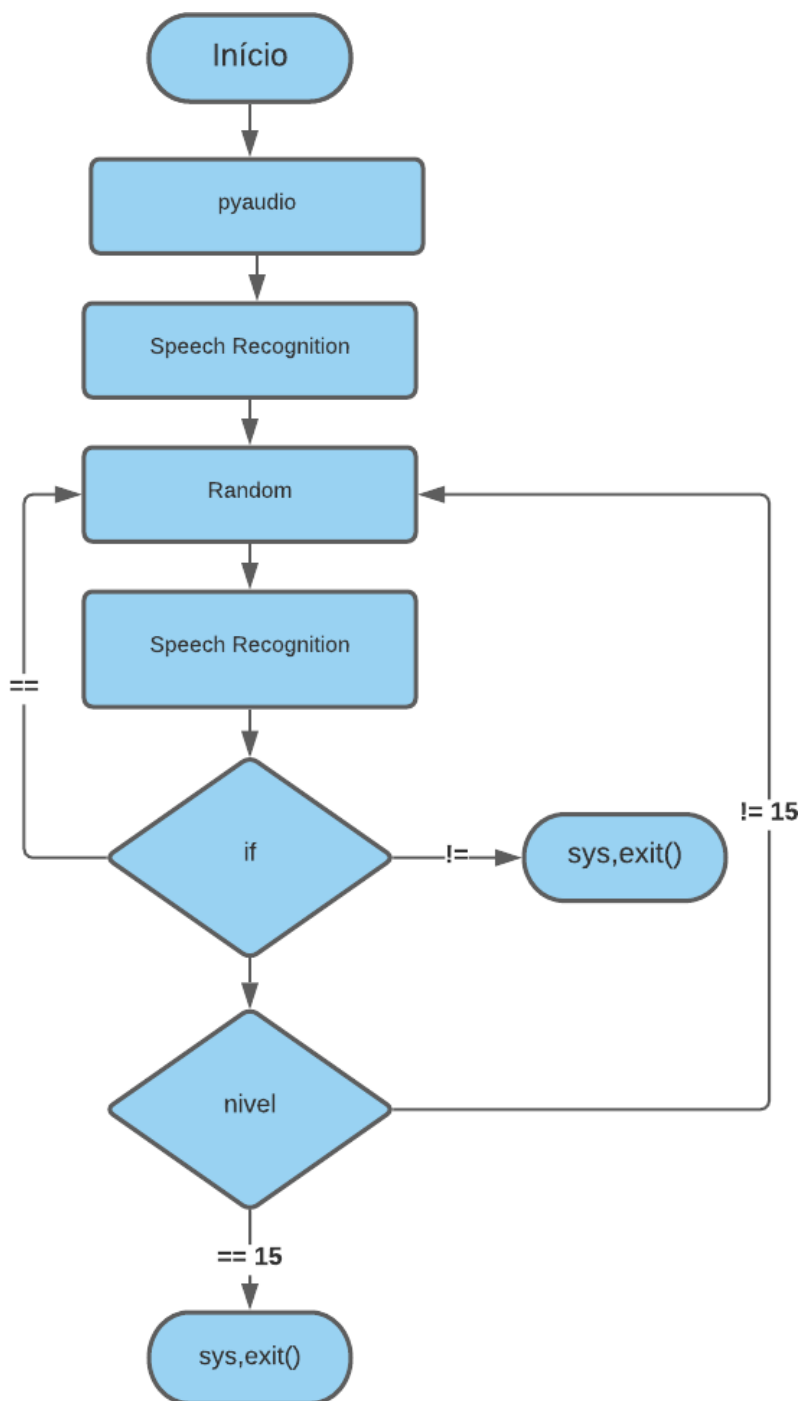 Início
pyaudio
Speech Recognition
Random
Speech Recognition
==
if
!=
sys,exit()
!= 15
nivel
== 15
sys,exit()